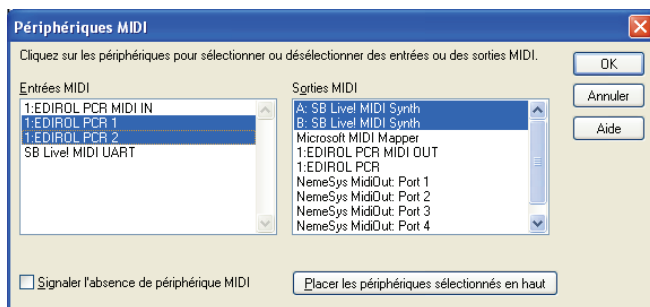 Périphériques MIDI
Cliquez sur les périphériques pour sélectionner ou désélectionner des entrées ou des sorties MIDI.
OK
Annuler
Aide
Entrées MIDI
1:EDIROL PCR MIDI IN
1:EDIROL PCR 1
1:EDIROL PCR 2
SB Live! MIDI UART
Sorties MIDI
A: SB Live! MIDI Synth
B: SB Live! MIDI Synth
Microsoft MIDI Mapper
1:EDIROL PCR MIDI OUT
1:EDIROL PCR
NemeSys MidiOut: Port 1
NemeSys MidiOut: Port 2
NemeSys MidiOut: Port 3
NemeSys MidiOut: Port 4
Signaler l'absence de périphérique MIDI
Placer les périphériques sélectionnés en haut